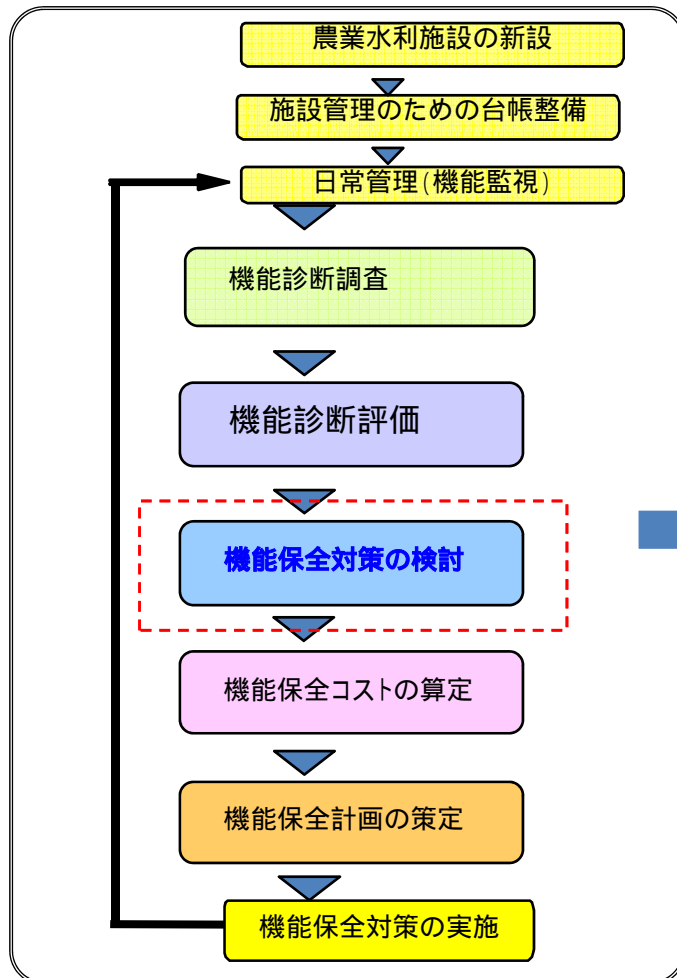 農業水利施設の新設
施設管理のための台帳整備
日常管理(機能監視)
機能診断調査
機能診断評価
機能保全対策の検討
機能保全コストの算定
機能保全計画の策定
機能保全対策の実施